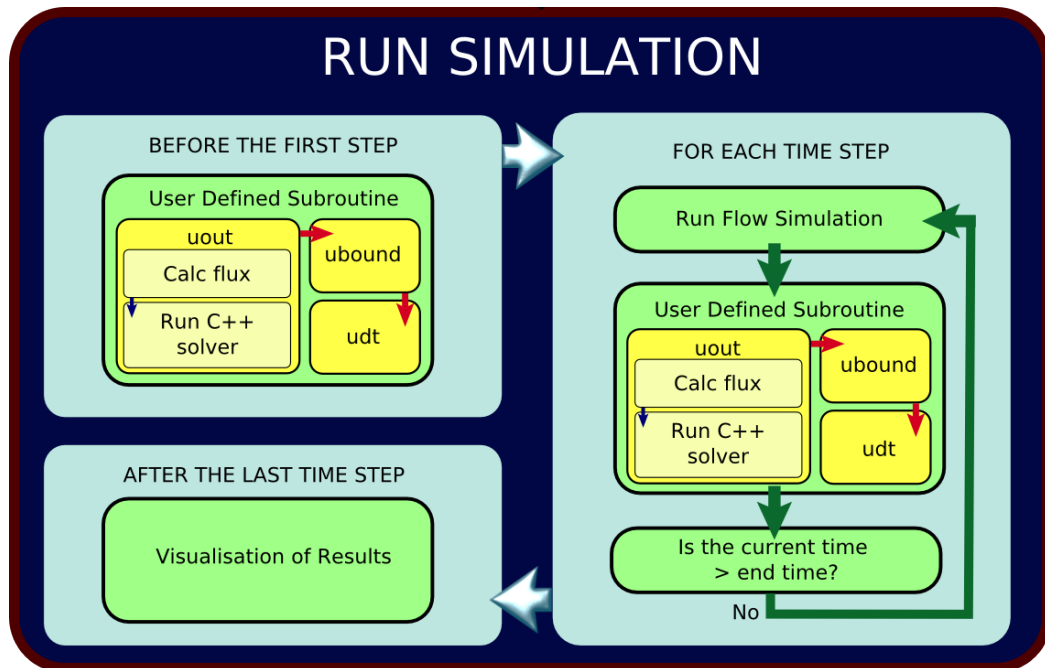 RUN SIMULATION
BEFORE THE FIRST STEP
User Defined Subroutine
uout
Calc flux
Run C++
solver
ubound
udt
FOR EACH TIME STEP
Run Flow Simulation
User Defined Subroutine
uout
Calc flux
Run C++
solver
ubound
udt
Is the current time
> end time?
No
AFTER THE LAST TIME STEP
Visualisation of Results